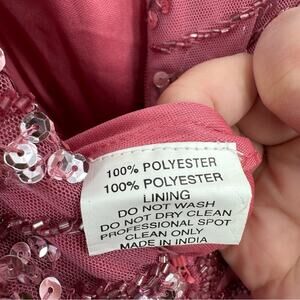 100% POLYESTER
100% POLYESTER
LINING
DO NOT WASH
DO NOT DRY CLEAN
PROFESSIONAL SPOT
CLEAN ONLY
MADE IN INDIA